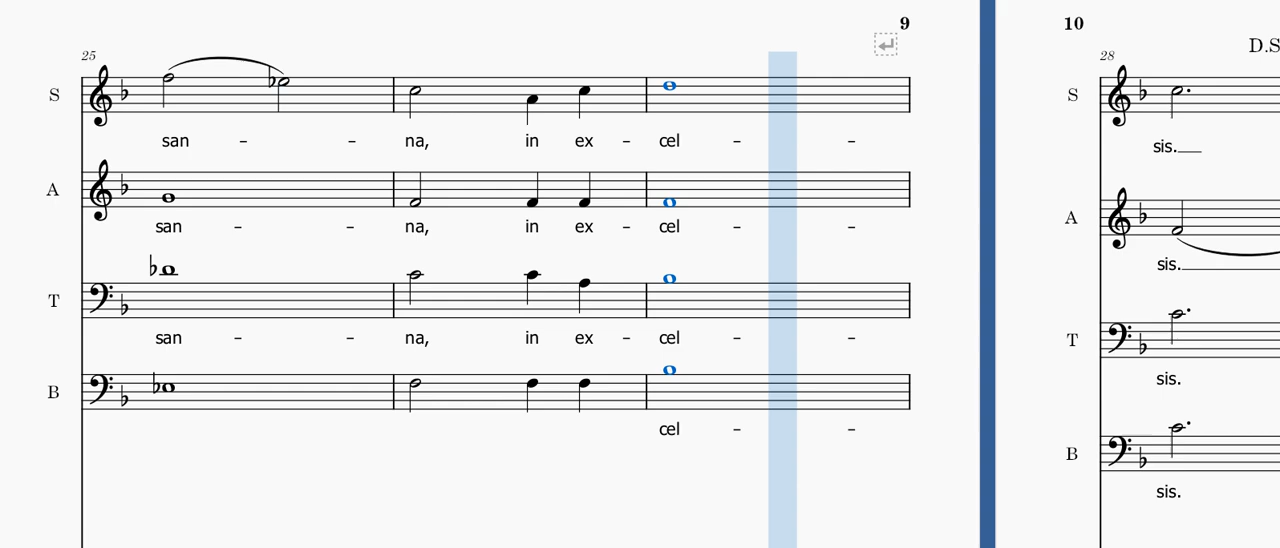 9
25
S
san - - na, in ex - cel - -
A
san - - na, in ex - cel - -
T
san - - na, in ex - cel - -
B
cel - -
10
28
D.S
S
sis.
A
sis.
T
sis.
B
sis.